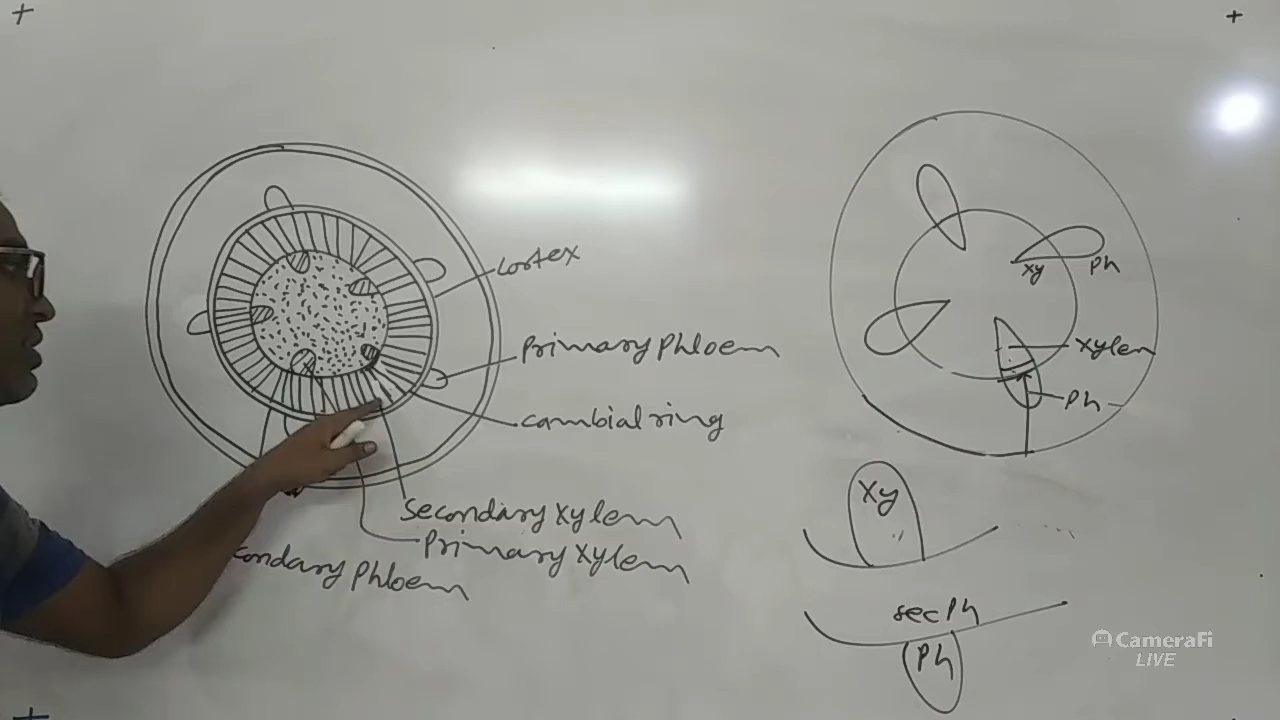 Cortex
Primary Phloem
Cambial ring
Secondary Xylem
Primary Xylem
condary Phloem
xy
Ph
Xylem
Ph
Xy
sec Ph
Ph
CameraFi
LIVE